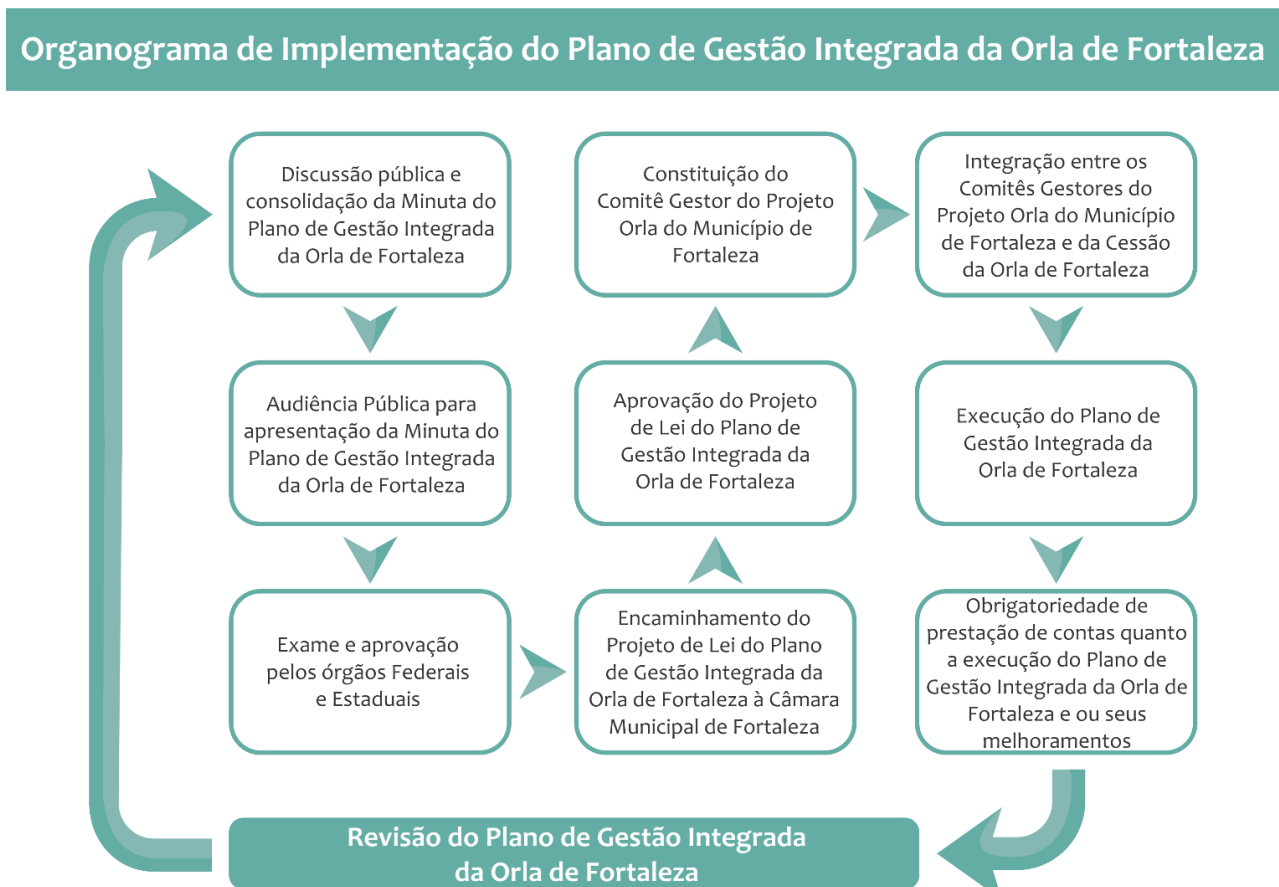 Organograma de Implementação do Plano de Gestão Integrada da Orla de Fortaleza
Discussão pública e
consolidação da Minuta do
Plano de Gestão Integrada
da Orla de Fortaleza
Audiência Pública para
apresentação da Minuta do
Plano de Gestão Integrada
da Orla de Fortaleza
Exame e aprovação
pelos órgãos Federais
e Estaduais
Encaminhamento do
Projeto de Lei do Plano
de Gestão Integrada da
Orla de Fortaleza à Câmara
Municipal de Fortaleza
Aprovação do Projeto
de Lei do Plano de
Gestão Integrada da
Orla de Fortaleza
Constituição do
Comitê Gestor do Projeto
Orla do Município de
Fortaleza
Integração entre os
Comitês Gestores do
Projeto Orla do Município
de Fortaleza e da Cessão
da Orla de Fortaleza
Execução do Plano de
Gestão Integrada da
Orla de Fortaleza
Obrigatoriedade de
prestação de contas quanto
a execução do Plano de
Gestão Integrada da Orla de
Fortaleza e ou seus
melhoramentos
Revisão do Plano de Gestão Integrada
da Orla de Fortaleza